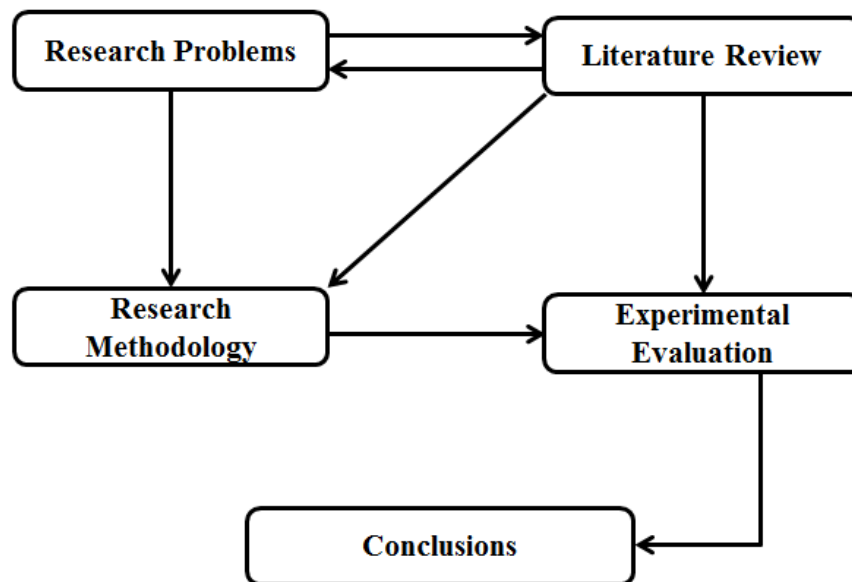 Research Problems
Literature Review
Research
Methodology
Experimental
Evaluation
Conclusions